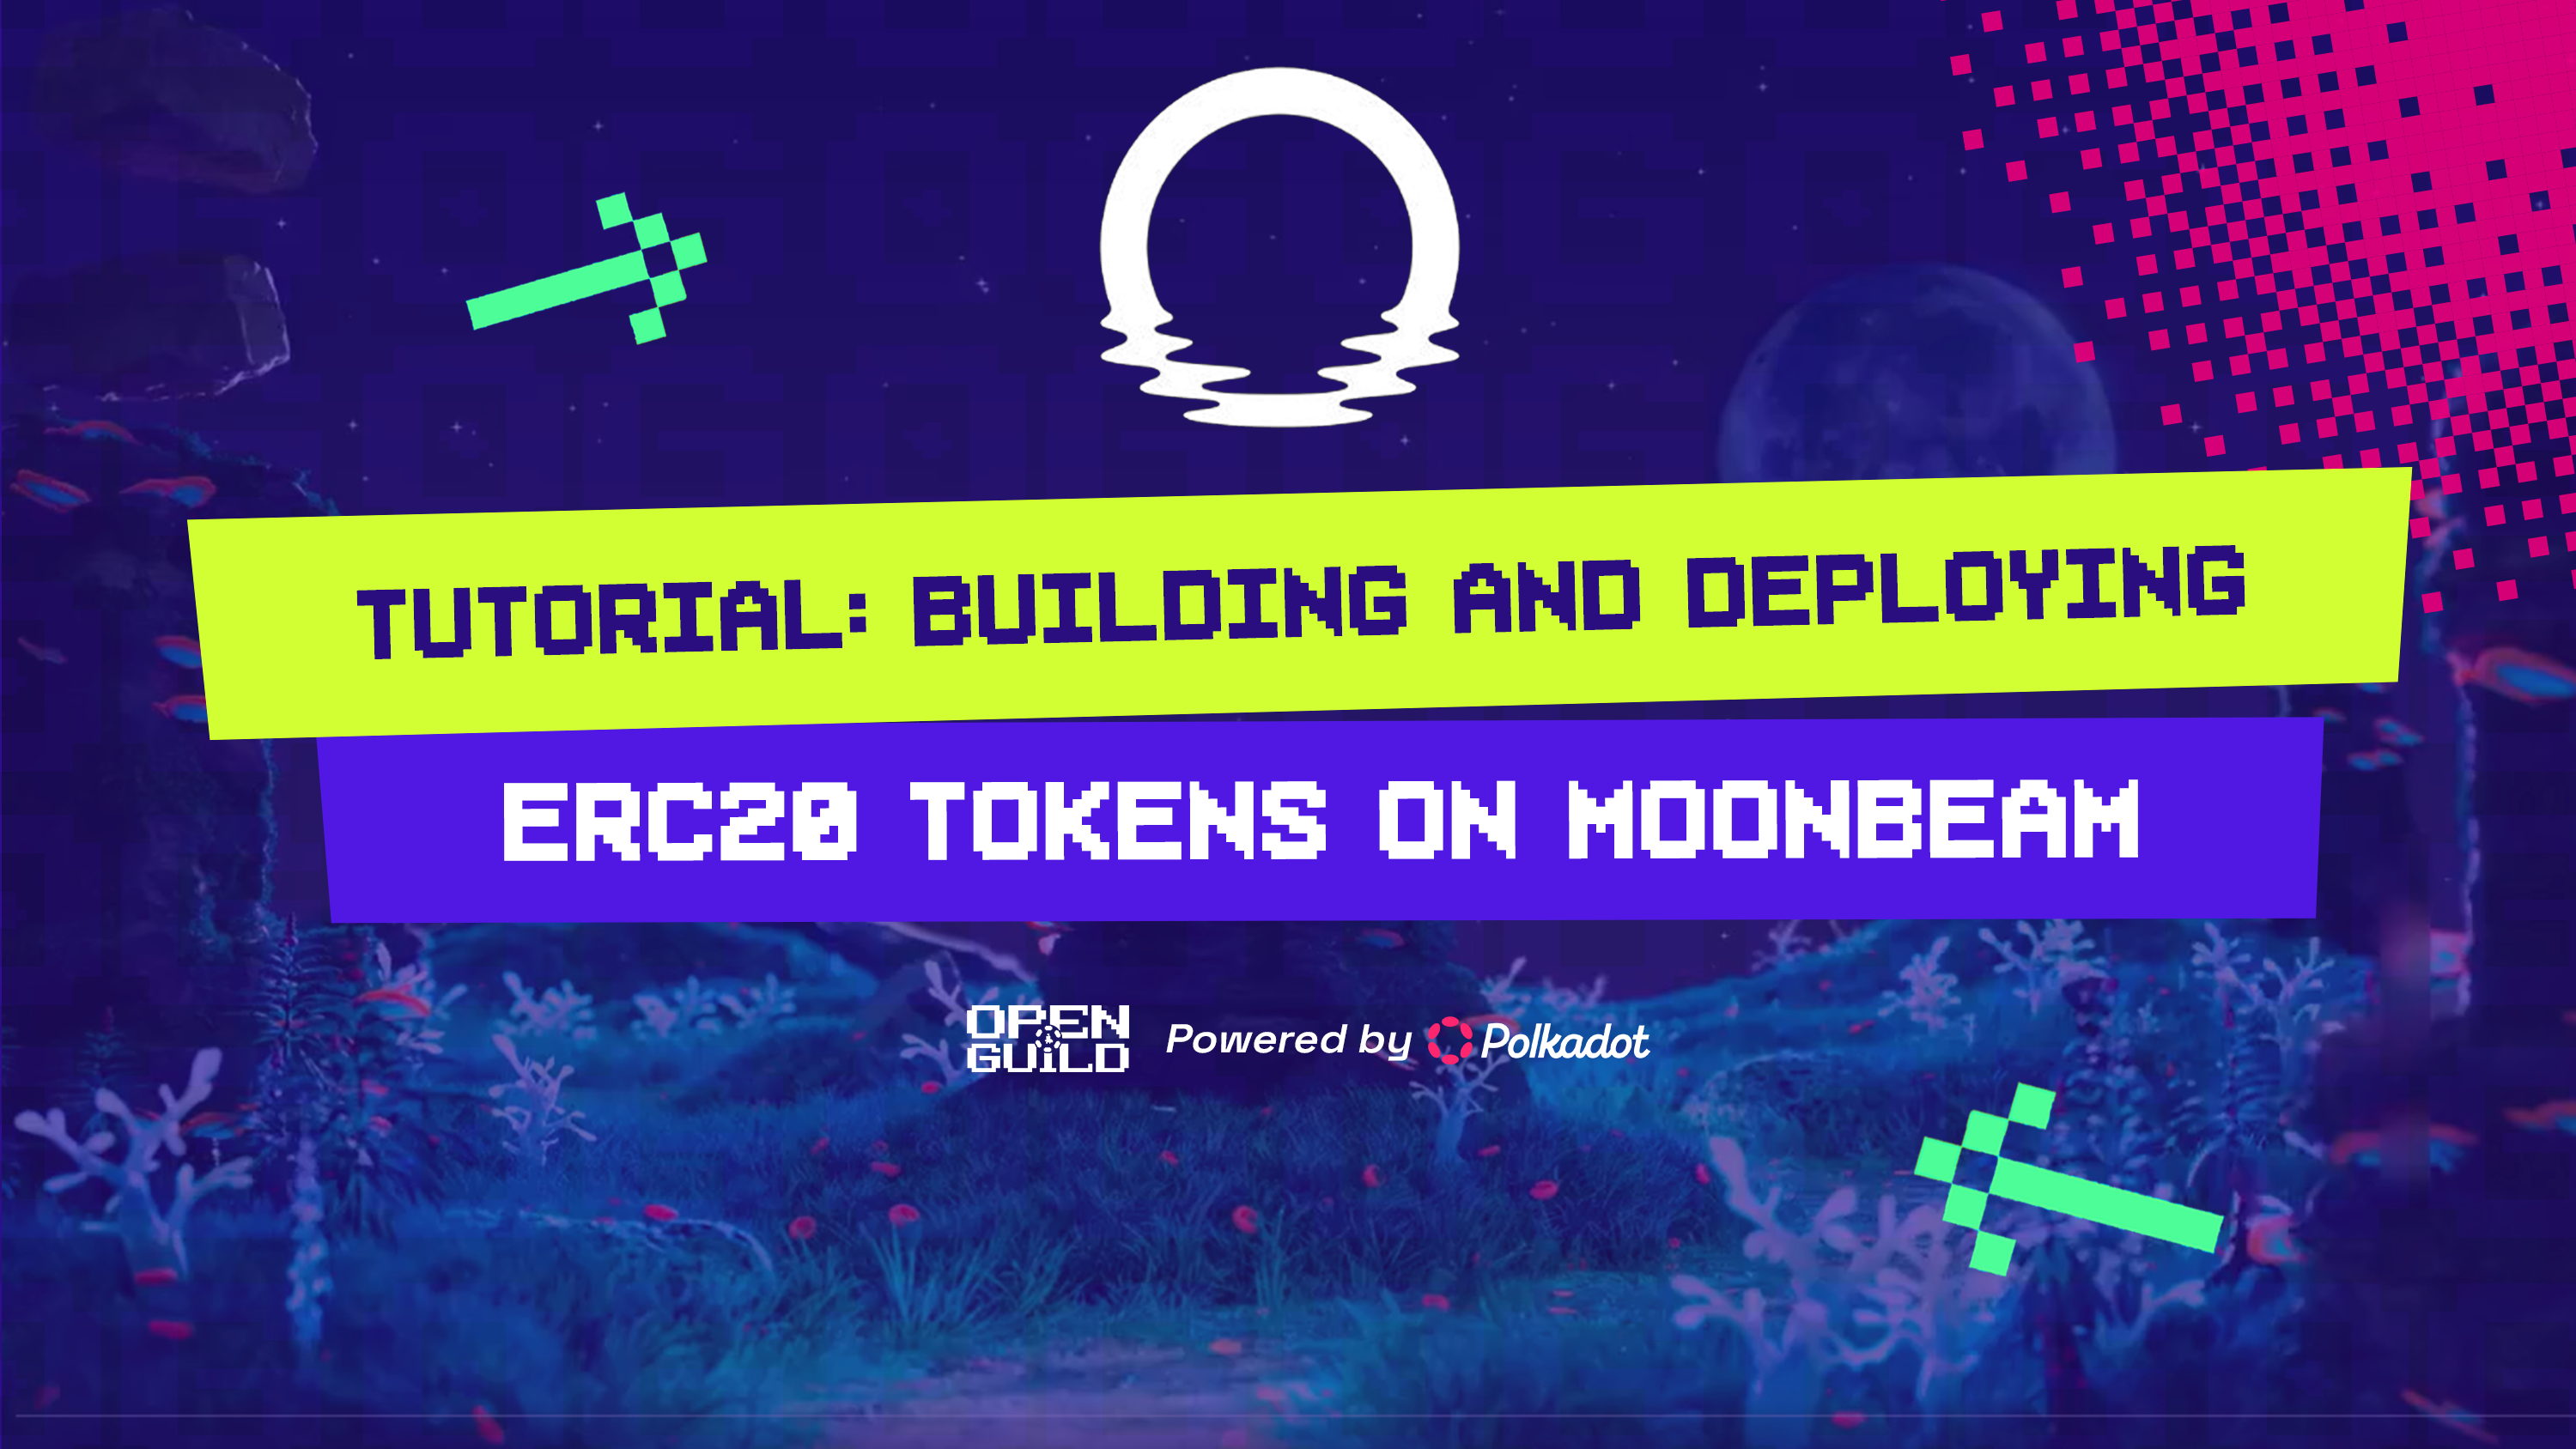 TUTORIAL: BUILDING AND DEPLOYING
ERC20 TOKENS ON MOONBEAM
OPEN
GUiLD
Powered by Polkadot